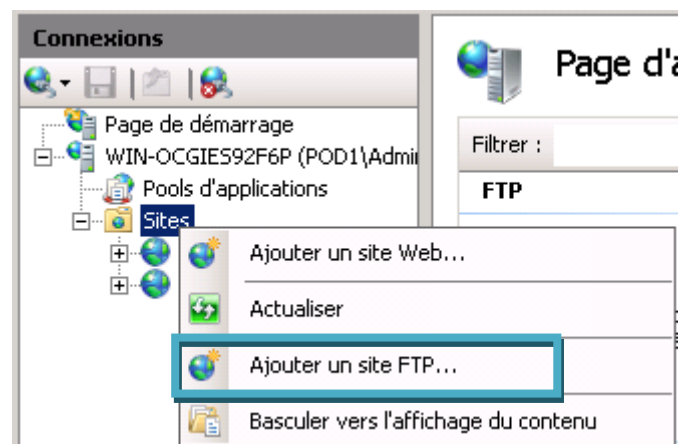 Connexions
Page d'a
Page de démarrage
Filtrer :
WIN-OCGIES92F6P (POD1\Admi
Pools d'applications
FTP
Sites
Ajouter un site Web...
Actualiser
Ajouter un site FTP...
Basculer vers l'affichage du contenu